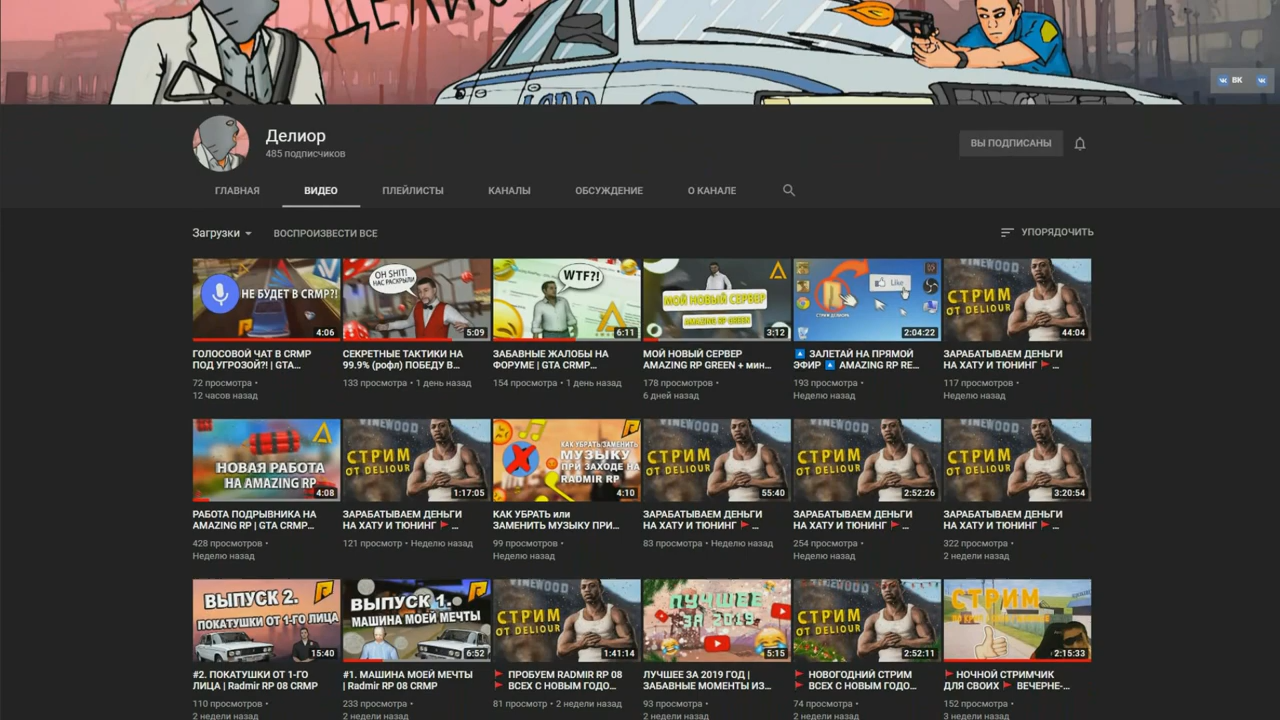 ДЕЛИО
LORD
ВК
Делиор
485 подписчиков
ВЫ ПОДПИСАНЫ
ГЛАВНАЯ ВИДЕО ПЛЕЙЛИСТЫ КАНАЛЫ ОБСУЖДЕНИЕ О КАНАЛЕ
Загрузки ВОСПРОИЗВЕСТИ ВСЕ УПОРЯДОЧИТЬ
НЕ БУДЕТ В CRMP?!
4:06
ГОЛОСОВОЙ ЧАТ В CRMP
ПОД УГРОЗОЙ?! | GTA...
72 просмотра •
12 часов назад
OH SHIT!
НАС РАСКРЫЛИ
5:09
СЕКРЕТНЫЕ ТАКТИКИ НА
99.9% (рофл) ПОБЕДУ В...
133 просмотра • 1 день назад
WTF?!
6:11
ЗАБАВНЫЕ ЖАЛОБЫ НА
ФОРУМЕ | GTA CRMP...
154 просмотра • 1 день назад
МОЙ НОВЫЙ СЕРВЕР
AMAZING RP GREEN
3:12
МОЙ НОВЫЙ СЕРВЕР
AMAZING RP GREEN + мин...
178 просмотров •
6 дней назад
Like
2:04:22
ЗАЛЕТАЙ НА ПРЯМОЙ
ЭФИР AMAZING RP RE...
193 просмотра •
Неделю назад
VINEWOOD
СТРИМ
ОТ DELIOUR
44:04
ЗАРАБАТЫВАЕМ ДЕНЬГИ
НА ХАТУ И ТЮНИНГ
117 просмотров •
Неделю назад
НОВАЯ РАБОТА
НА AMAZING RP
4:08
РАБОТА ПОДРЫВНИКА НА
AMAZING RP | GTA CRMP...
428 просмотров •
Неделю назад
VINEWOOD
СТРИМ
ОТ DELIOUR
1:17:05
ЗАРАБАТЫВАЕМ ДЕНЬГИ
НА ХАТУ И ТЮНИНГ ...
121 просмотр • Неделю назад
КАК УБРАТЬ/ЗАМЕНИТЬ
МУЗЫКУ
ПРИ ЗАХОДЕ НА
RADMIR RP
4:10
КАК УБРАТЬ или
ЗАМЕНИТЬ МУЗЫКУ ПРИ...
99 просмотров •
Неделю назад
VINEWOOD
СТРИМ
ОТ DELIOUR
55:40
ЗАРАБАТЫВАЕМ ДЕНЬГИ
НА ХАТУ И ТЮНИНГ ...
83 просмотра • Неделю назад
VINEWOOD
СТРИМ
ОТ DELIOUR
2:52:26
ЗАРАБАТЫВАЕМ ДЕНЬГИ
НА ХАТУ И ТЮНИНГ ...
254 просмотра •
Неделю назад
VINEWOOD
СТРИМ
ОТ DELIOUR
3:20:54
ЗАРАБАТЫВАЕМ ДЕНЬГИ
НА ХАТУ И ТЮНИНГ ...
322 просмотра •
2 недели назад
ВЫПУСК 2.
ПОКАТУШКИ ОТ 1-ГО ЛИЦА
15:40
#2. ПОКАТУШКИ ОТ 1-ГО
ЛИЦА | Radmir RP 08 CRMP
110 просмотров •
2 недели назад
ВЫПУСК 1.
МАШИНА МОЕЙ МЕЧТЫ
6:52
#1. МАШИНА МОЕЙ МЕЧТЫ
| Radmir RP 08 CRMP
233 просмотра •
2 недели назад
VINEWOOD
СТРИМ
ОТ DELIOUR
1:41:14
ПРОБУЕМ RADMIR RP 08
ВСЕХ С НОВЫМ ГОДО...
81 просмотр • 2 недели назад
ЛУЧШЕЕ
ЗА 2019
5:15
ЛУЧШЕЕ ЗА 2019 ГОД |
ЗАБАВНЫЕ МОМЕНТЫ ИЗ...
93 просмотра •
2 недели назад
VINEWOOD
СТРИМ
ОТ DELIOUR
2:52:11
НОВОГОДНИЙ СТРИМ
ВСЕХ С НОВЫМ ГОДО...
74 просмотра •
2 недели назад
СТРИМ
2:15:33
НОЧНОЙ СТРИМЧИК
ДЛЯ СВОИХ ВЕЧЕРНЕ-...
152 просмотра •
3 недели назад